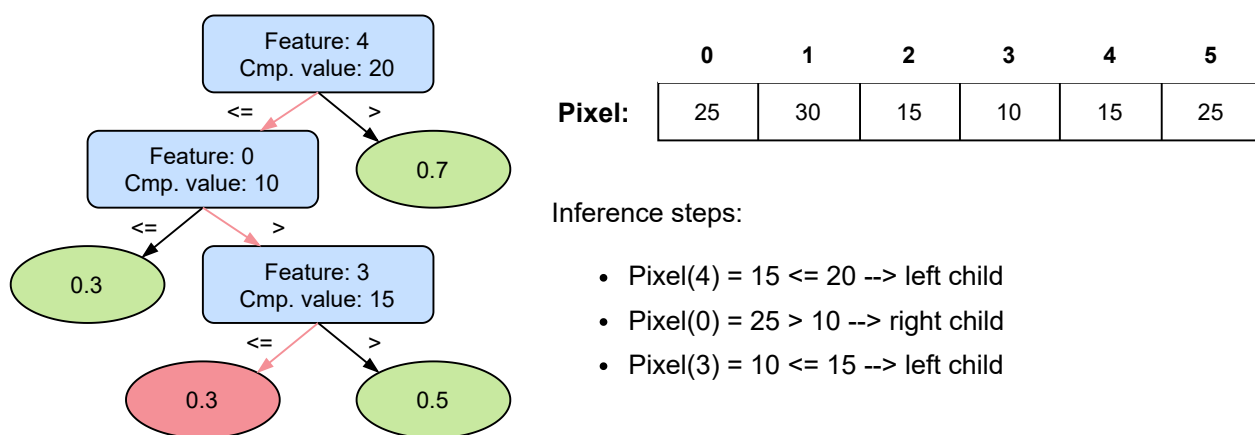 Feature: 4
Cmp. value: 20
<=
>
Feature: 0
Cmp. value: 10
0.7
<=
>
0.3
Feature: 3
Cmp. value: 15
<=
>
0.3
0.5
0 1 2 3 4 5
Pixel: 25 30 15 10 15 25
Inference steps:
• Pixel(4) = 15 <= 20 --> left child
• Pixel(0) = 25 > 10 --> right child
• Pixel(3) = 10 <= 15 --> left child